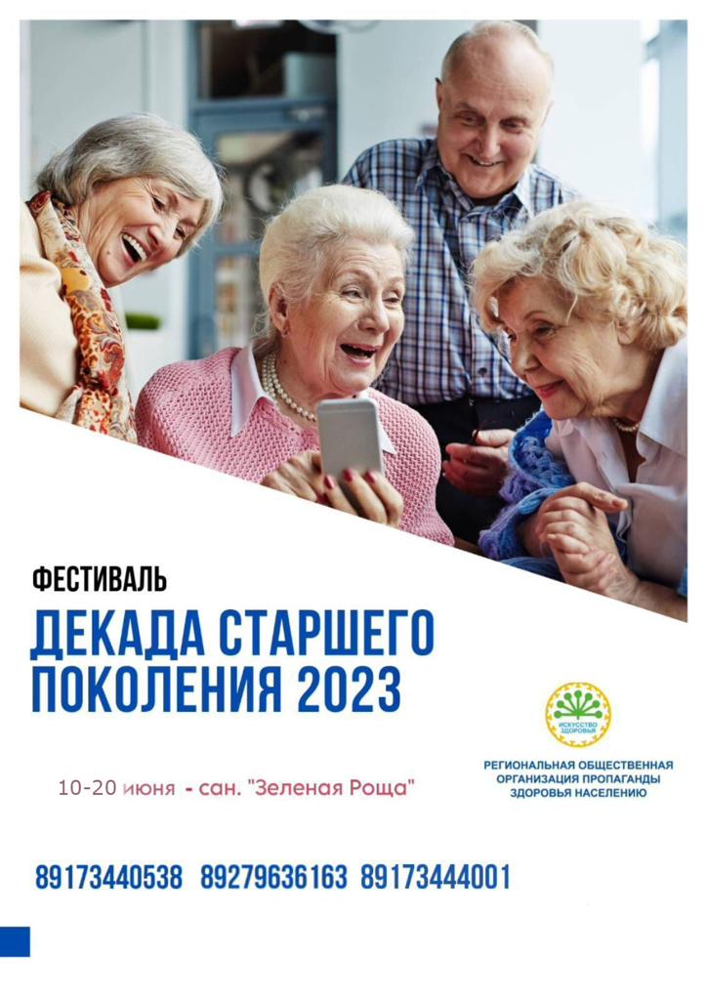 ФЕСТИВАЛЬ
ДЕКАДА СТАРШЕГО
ПОКОЛЕНИЯ 2023
ИСКУССТВО
ЗДОРОВЬЯ
РЕГИОНАЛЬНАЯ ОБЩЕСТВЕННАЯ
ОРГАНИЗАЦИЯ ПРОПАГАНДЫ
ЗДОРОВЬЯ НАСЕЛЕНИЮ
10-20 июня - сан. "Зеленая Роща"
89173440538 89279636163 89173444001